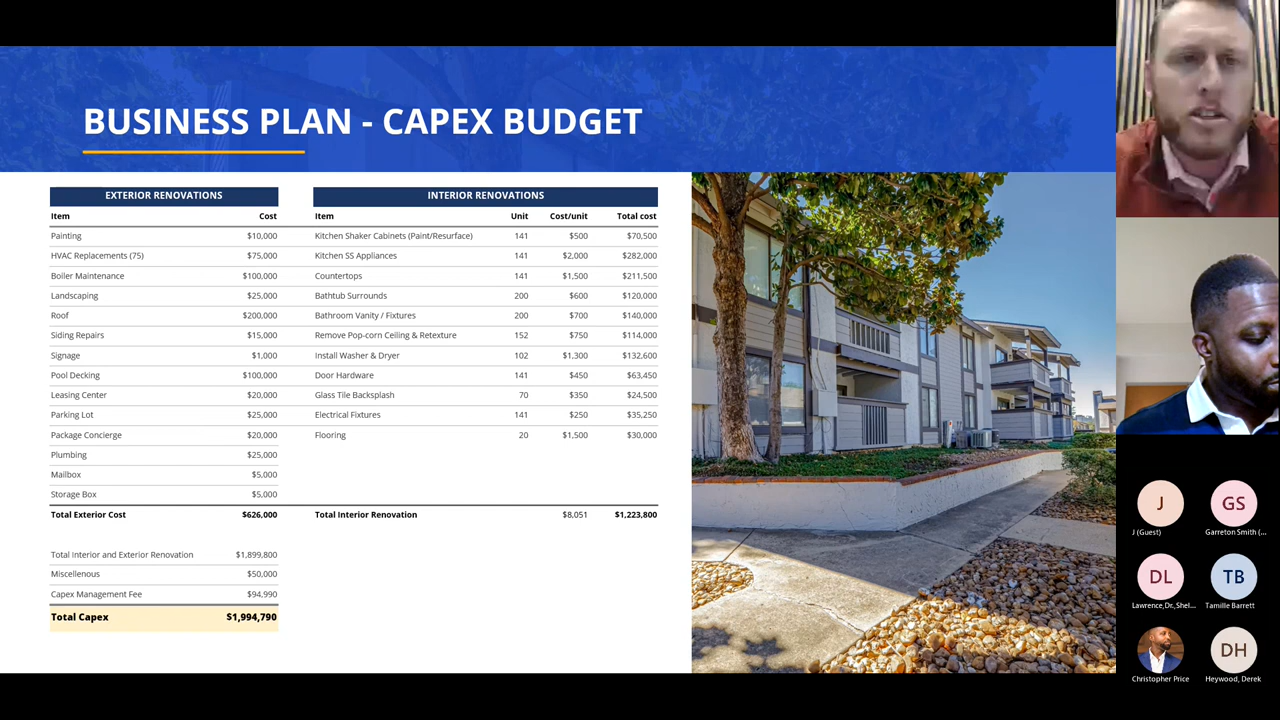 BUSINESS PLAN - CAPEX BUDGET
EXTERIOR RENOVATIONS
Item Cost
Painting $10,000
HVAC Replacements (75) $75,000
Boiler Maintenance $100,000
Landscaping $25,000
Roof $200,000
Siding Repairs $15,000
Signage $1,000
Pool Decking $100,000
Leasing Center $20,000
Parking Lot $25,000
Package Concierge $20,000
Plumbing $25,000
Mailbox $5,000
Storage Box $5,000
Total Exterior Cost $626,000
Total Interior and Exterior Renovation $1,899,800
Miscellenous $50,000
Capex Management Fee $94,990
Total Capex $1,994,790
INTERIOR RENOVATIONS
Item Unit Cost/unit Total cost
Kitchen Shaker Cabinets (Paint/Resurface) 141 $500 $70,500
Kitchen SS Appliances 141 $2,000 $282,000
Countertops 141 $1,500 $211,500
Bathtub Surrounds 200 $600 $120,000
Bathroom Vanity / Fixtures 200 $700 $140,000
Remove Pop-corn Ceiling & Retexture 152 $750 $114,000
Install Washer & Dryer 102 $1,300 $132,600
Door Hardware 141 $450 $63,450
Glass Tile Backsplash 70 $350 $24,500
Electrical Fixtures 141 $250 $35,250
Flooring 20 $1,500 $30,000
Total Interior Renovation $8,051 $1,223,800
J
J (Guest)
GS
Garreton Smith (...
DL
Lawrence,Dr.,Shel...
TB
Tamille Barrett
Christopher Price
DH
Heywood, Derek